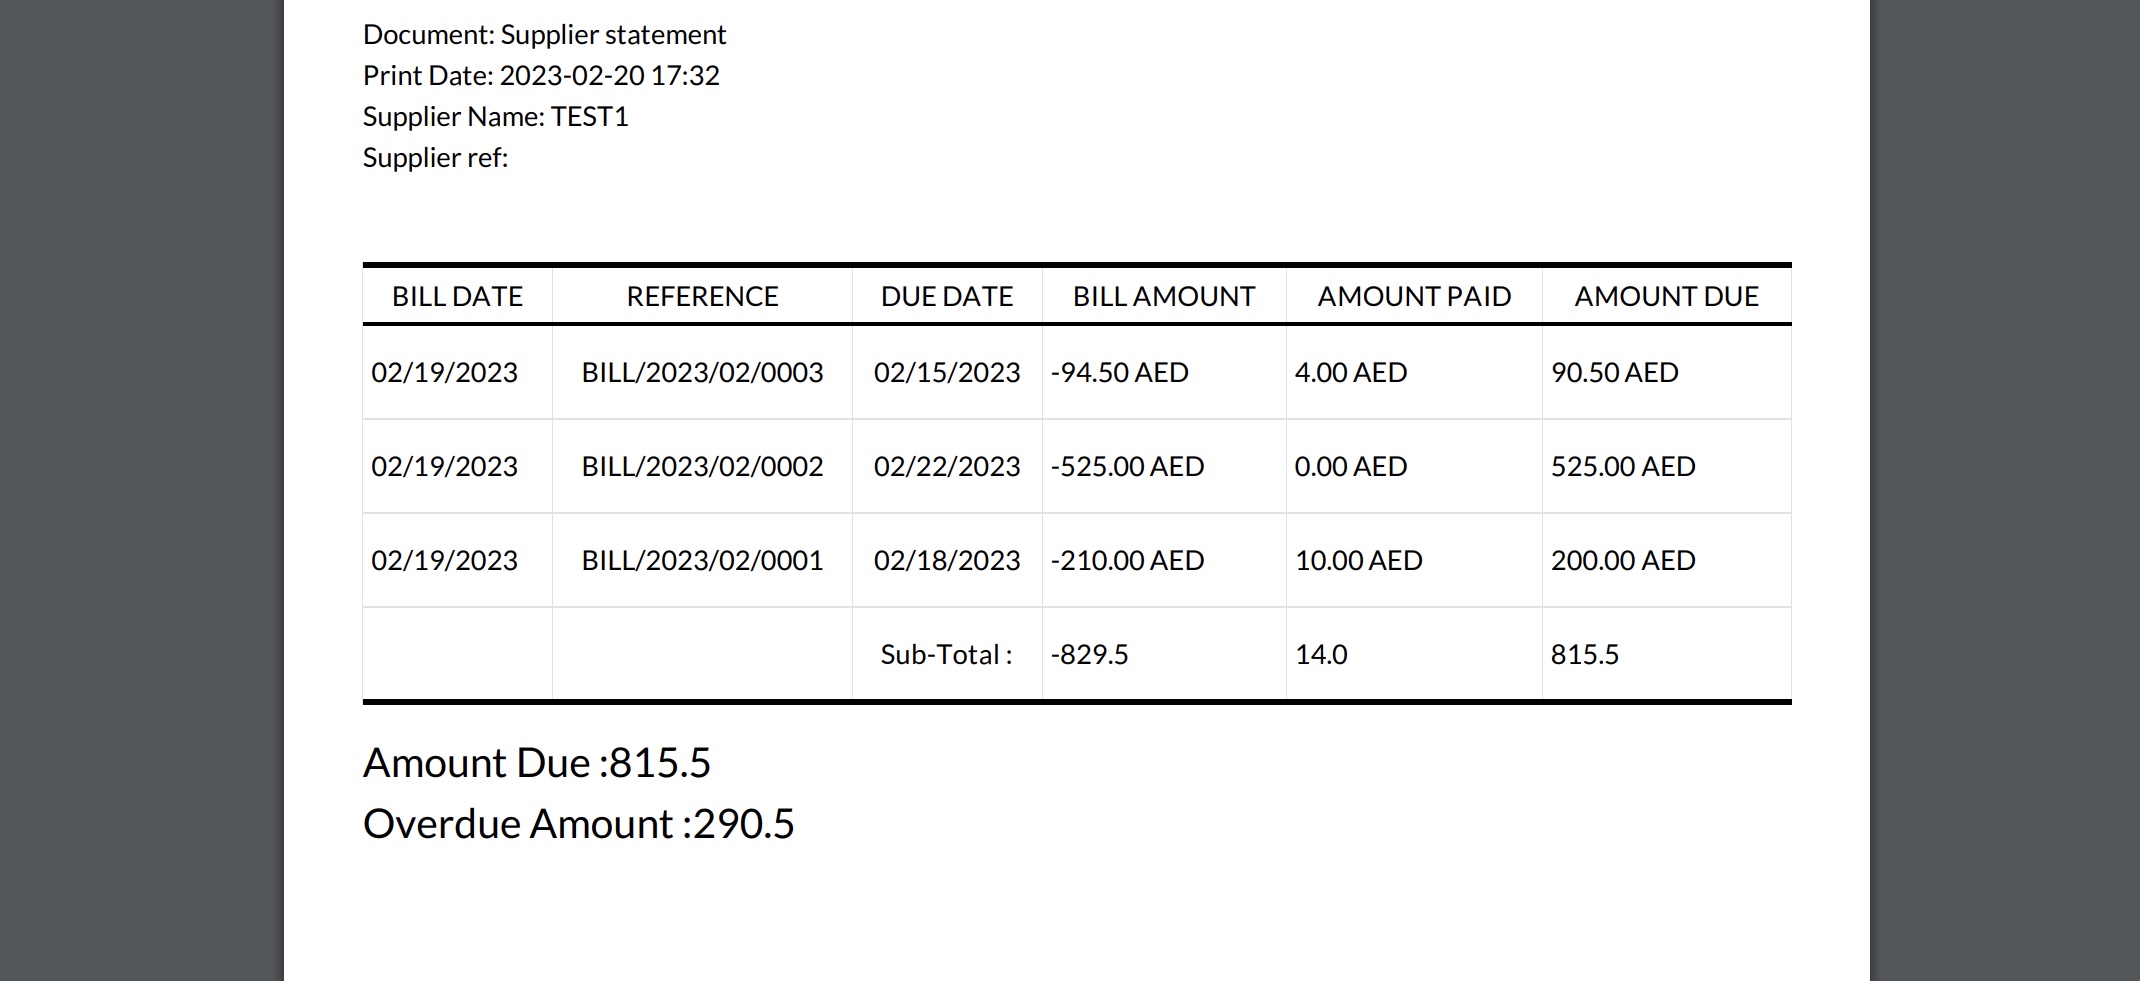 Document: Supplier statement
Print Date: 2023-02-20 17:32
Supplier Name: TEST1
Supplier ref:
BILL DATE REFERENCE DUE DATE BILL AMOUNT AMOUNT PAID AMOUNT DUE
02/19/2023 BILL/2023/02/0003 02/15/2023 -94.50 AED 4.00 AED 90.50 AED
02/19/2023 BILL/2023/02/0002 02/22/2023 -525.00 AED 0.00 AED 525.00 AED
02/19/2023 BILL/2023/02/0001 02/18/2023 -210.00 AED 10.00 AED 200.00 AED
Sub-Total : -829.5 14.0 815.5
Amount Due :815.5
Overdue Amount :290.5